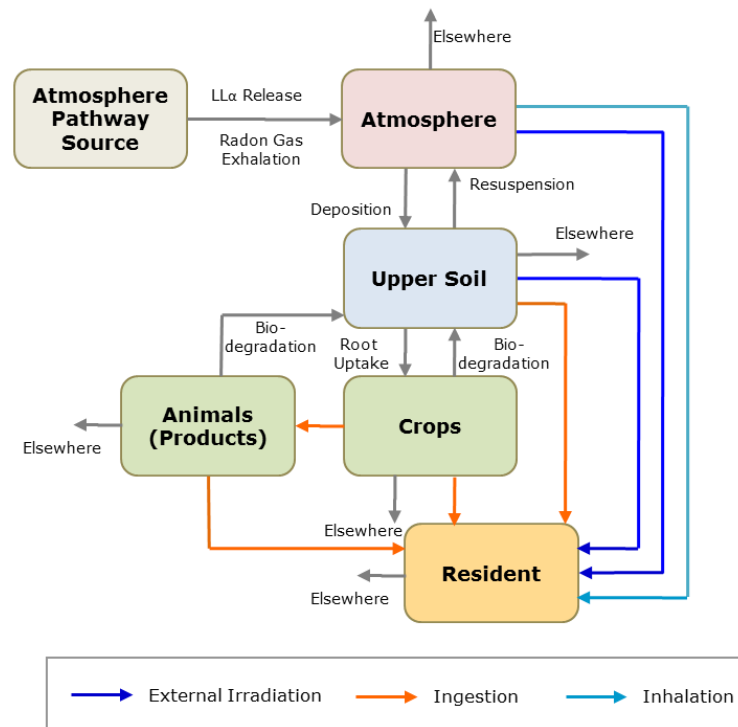 Elsewhere
Atmosphere
Pathway
Source
LLα Release
Radon Gas
Exhalation
Atmosphere
Deposition
Resuspension
Elsewhere
Upper Soil
Bio-
degradation
Root
Uptake
Bio-
degradation
Animals
(Products)
Crops
Elsewhere
Elsewhere
Resident
Elsewhere
External Irradiation
Ingestion
Inhalation